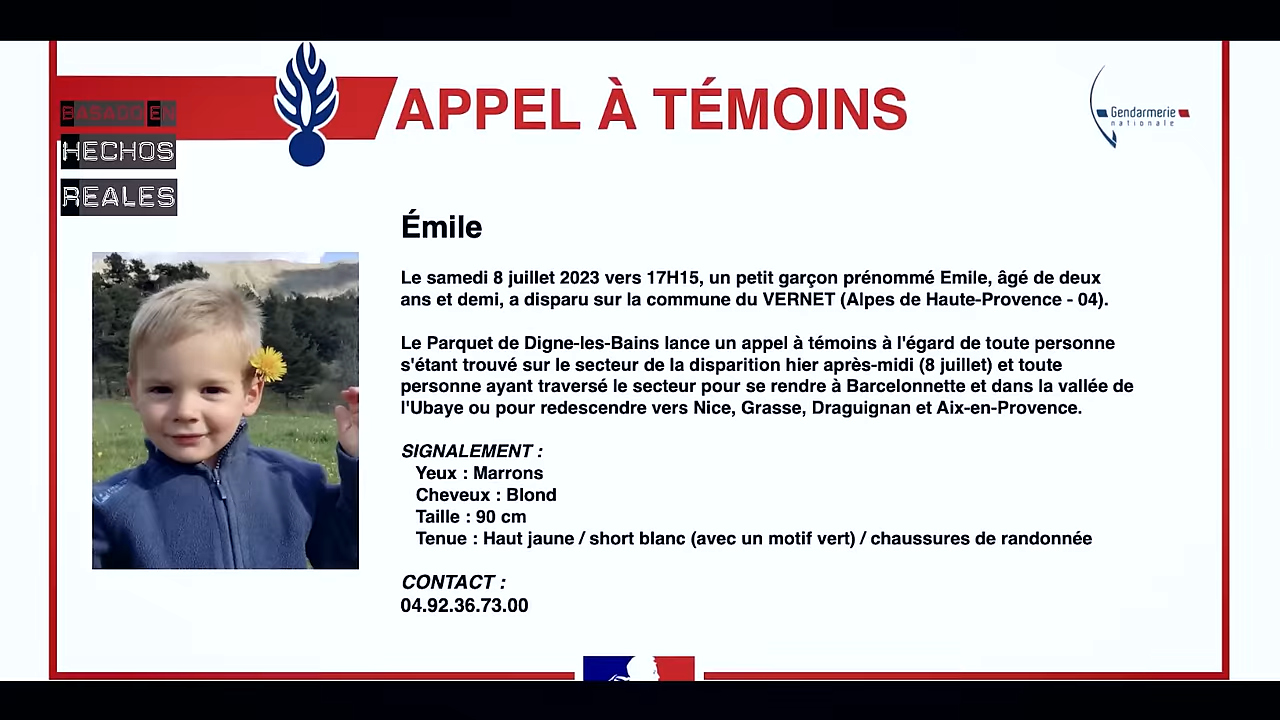 APPEL À TÉMOINS
Gendarmerie
nationale
BASADO EN
HECHOS
REALES
Émile
Le samedi 8 juillet 2023 vers 17H15, un petit garçon prénommé Emile, âgé de deux
ans et demi, a disparu sur la commune du VERNET (Alpes de Haute-Provence - 04).
Le Parquet de Digne-les-Bains lance un appel à témoins à l'égard de toute personne
s'étant trouvé sur le secteur de la disparition hier après-midi (8 juillet) et toute
personne ayant traversé le secteur pour se rendre à Barcelonnette et dans la vallée de
l'Ubaye ou pour redescendre vers Nice, Grasse, Draguignan et Aix-en-Provence.
SIGNALEMENT :
Yeux : Marrons
Cheveux : Blond
Taille : 90 cm
Tenue : Haut jaune / short blanc (avec un motif vert) / chaussures de randonnée
CONTACT :
04.92.36.73.00